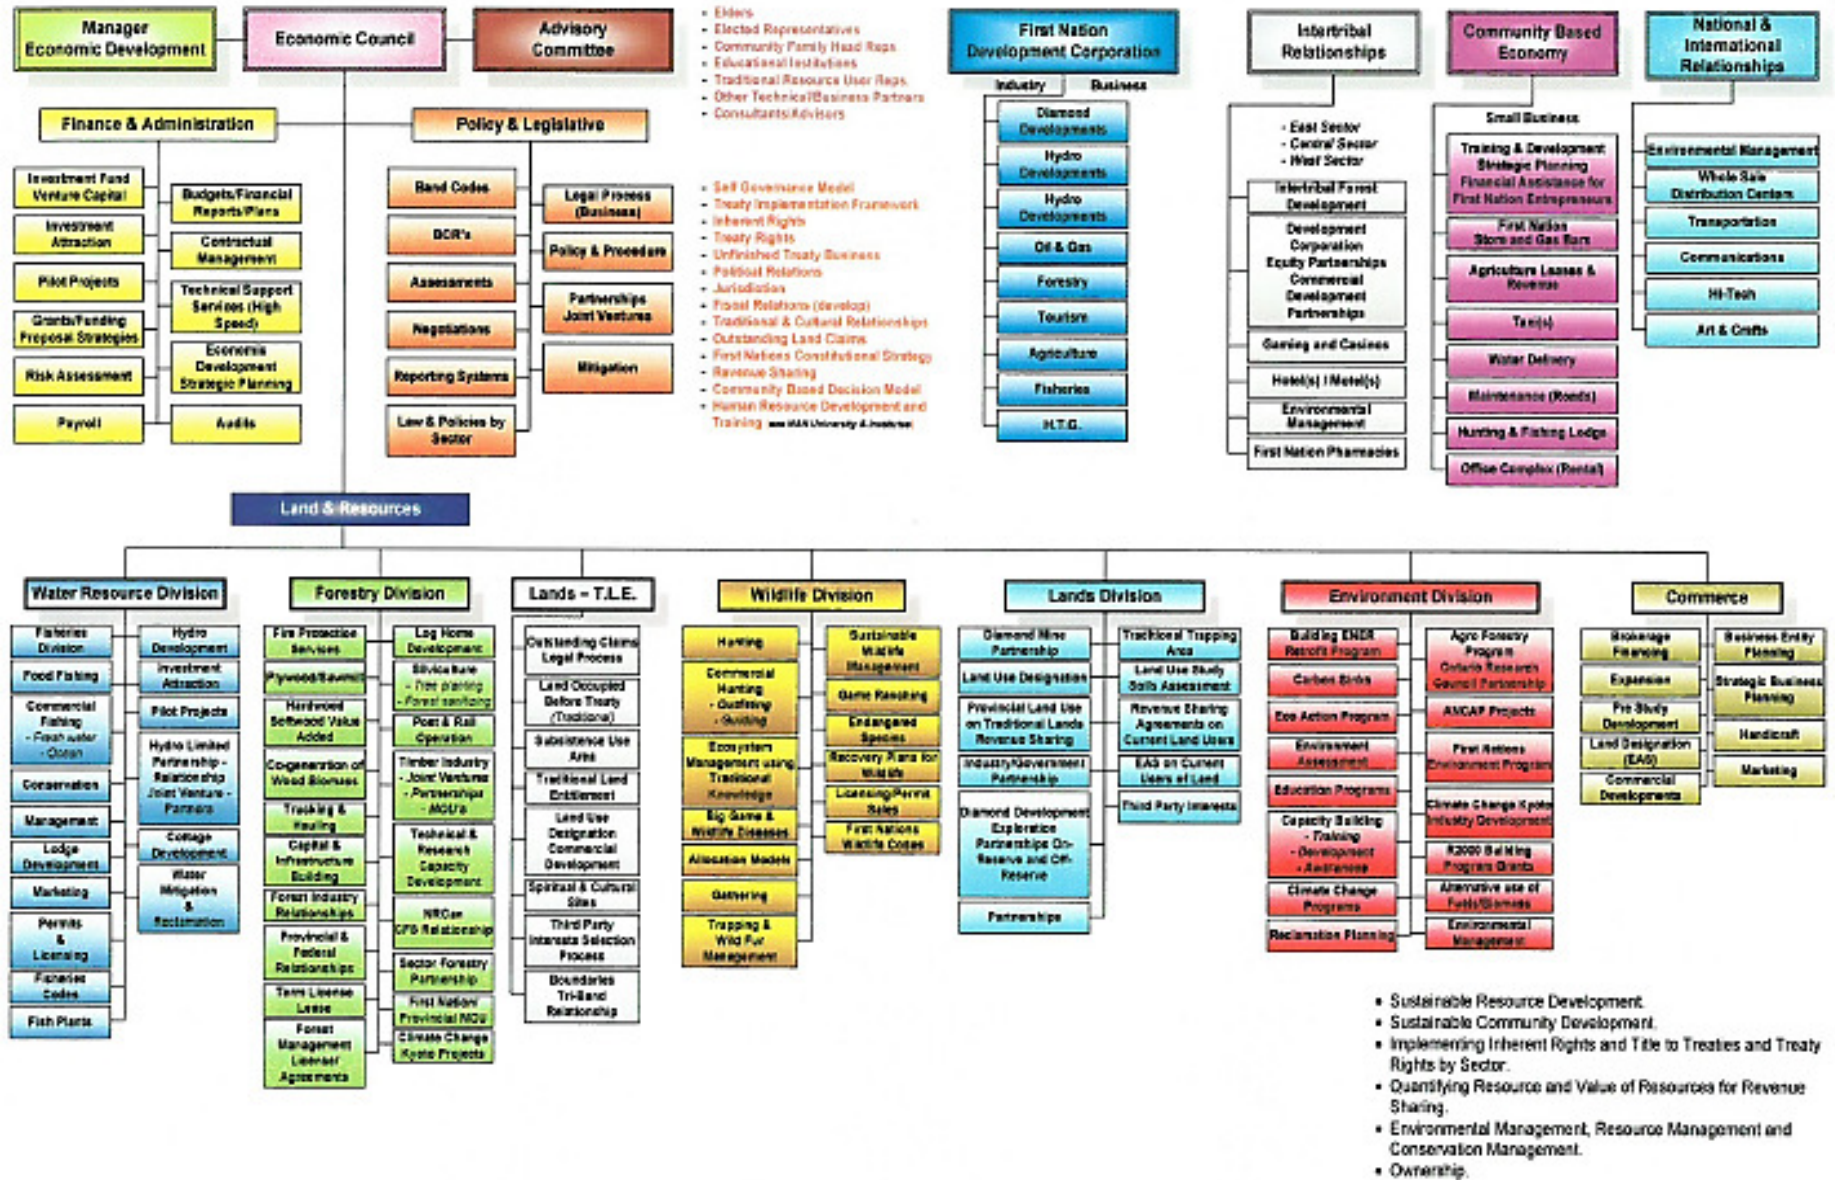 Manager
Economic Development
Economic Council
Advisory
Committee
- Elders
- Elected Representatives
- Community Family Head Reps
- Educational Institutions
- Traditional Resource User Reps.
- Other Technical/Business Partners
- Consultants/Advisors
First Nation
Development Corporation
Industry
Business
Intertribal
Relationships
Community Based
Economy
National &
International
Relationships
Finance & Administration
Policy & Legislative
Investment Fund
Venture Capital
Investment
Attraction
Pilot Projects
Grants/Funding
Proposal Strategies
Risk Assessment
Payroll
Budgets/Financial
Reports/Plans
Contractual
Management
Technical Support
Services (High
Speed)
Economic
Development
Strategic Planning
Audits
Band Codes
BCR's
Assessments
Negotiations
Reporting Systems
Law & Policies by
Sector
Legal Process
(Business)
Policy & Procedure
Partnerships
Joint Ventures
Mitigation
- Self Governance Model
- Treaty Implementation Framework
- Inherent Rights
- Treaty Rights
- Unfinished Treaty Business
- Political Relations
- Jurisdiction
- Fiscal Relations (develop)
- Traditional & Cultural Relationships
- Outstanding Land Claims
- First Nations Constitutional Strategy
- Revenue Sharing
- Community Based Decision Model
- Human Resource Development and
Training
Diamond
Developments
Hydro
Developments
Hydro
Developments
Oil & Gas
Forestry
Tourism
Agriculture
Fisheries
H.T.G.
- East Sector
- Central Sector
- West Sector
Intertribal Forest
Development
Development
Corporation
Equity Partnerships
Commercial
Development
Partnerships
Gaming and Casinos
Hotel(s) / Motel(s)
Environmental
Management
First Nation Pharmacies
Small Business
Training & Development
Strategic Planning
Financial Assistance for
First Nation Entrepreneurs
First Nation
Store and Gas Bars
Agriculture Leases &
Revenue
Taxi(s)
Water Delivery
Maintenance (Roads)
Hunting & Fishing Lodge
Office Complex (Rental)
Environmental Management
Whole Sale
Distribution Centers
Transportation
Communications
Hi-Tech
Art & Crafts
Land & Resources
Water Resource Division
Fisheries
Division
Food Fishing
Commercial
Fishing
- Fresh water
- Ocean
Conservation
Management
Lodge
Development
Marketing
Permits
&
Licensing
Fisheries
Codes
Fish Plants
Hydro
Development
Investment
Attraction
Pilot Projects
Hydro Limited
Partnership -
Relationship
Joint Venture -
Partners
Cottage
Development
Water
Mitigation
&
Reclamation
Forestry Division
Fire Protection
Services
Plywood/Sawmill
Hardwood
Softwood Value
Added
Co-generation of
Wood Biomass
Trucking &
Hauling
Capital &
Infrastructure
Building
Forest Industry
Relationships
Provincial &
Federal
Relationships
Term License
Lease
Forest
Management
License/
Agreements
Log Home
Development
Silviculture
- Tree planting
- Forest sanitizing
Post & Rail
Operation
Timber Industry
- Joint Ventures
- Partnerships
- MOU's
Technical &
Research
Capacity
Development
NRCan
CFS Relationship
Sector Forestry
Partnership
First Nation/
Provincial MOU
Climate Change
Kyoto Projects
Lands - T.L.E.
Outstanding Claims
Legal Process
Land Occupied
Before Treaty
(Traditional)
Subsistence Use
Area
Traditional Land
Entitlement
Land Use
Designation
Commercial
Development
Spiritual & Cultural
Sites
Third Party
Interests Selection
Process
Boundaries
Tri-Band
Relationship
Wildlife Division
Hunting
Commercial
Hunting
- Outfitting
- Guiding
Ecosystem
Management using
Traditional
Knowledge
Big Game &
Wildlife Diseases
Allocation Models
Gathering
Trapping &
Wild Fur
Management
Sustainable
Wildlife
Management
Game Ranching
Endangered
Species
Recovery Plans for
Wildlife
Licensing/Permit
Sales
First Nations
Wildlife Codes
Lands Division
Diamond Mine
Partnership
Land Use Designation
Provincial Land Use
on Traditional Lands
Revenue Sharing
Industry/Government
Partnership
Diamond Development
Exploration
Partnerships On-
Reserve and Off-
Reserve
Partnerships
Traditional Trapping
Area
Land Use Study
Soils Assessment
Revenue Sharing
Agreements on
Current Land Users
EAS on Current
Users of Land
Third Party Interests
Environment Division
Building ENER
Retrofit Program
Carbon Sinks
Eco Action Program
Environment
Assessment
Education Programs
Capacity Building
- Training
- Development
- Awareness
Climate Change
Programs
Reclamation Planning
Agro Forestry
Program
Ontario Research
Council Partnership
ANCAP Projects
First Nations
Environment Program
Climate Change Kyoto
Industry Development
R2000 Building
Program Grants
Alternative use of
Fuels/Biomass
Environmental
Management
Commerce
Brokerage
Financing
Expansion
Pre Study
Development
Land Designation
(EAS)
Commercial
Developments
Business Entity
Planning
Strategic Business
Planning
Handicraft
Marketing
• Sustainable Resource Development.
• Sustainable Community Development.
• Implementing Inherent Rights and Title to Treaties and Treaty
Rights by Sector.
• Quantifying Resource and Value of Resources for Revenue
Sharing.
• Environmental Management, Resource Management and
Conservation Management.
• Ownership.